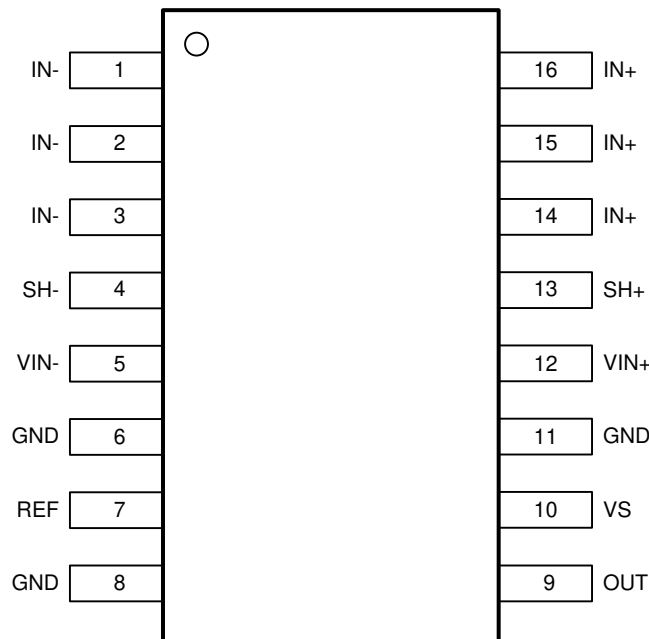 IN- 1 16 IN+
IN- 2 15 IN+
IN- 3 14 IN+
SH- 4 13 SH+
VIN- 5 12 VIN+
GND 6 11 GND
REF 7 10 VS
GND 8 9 OUT